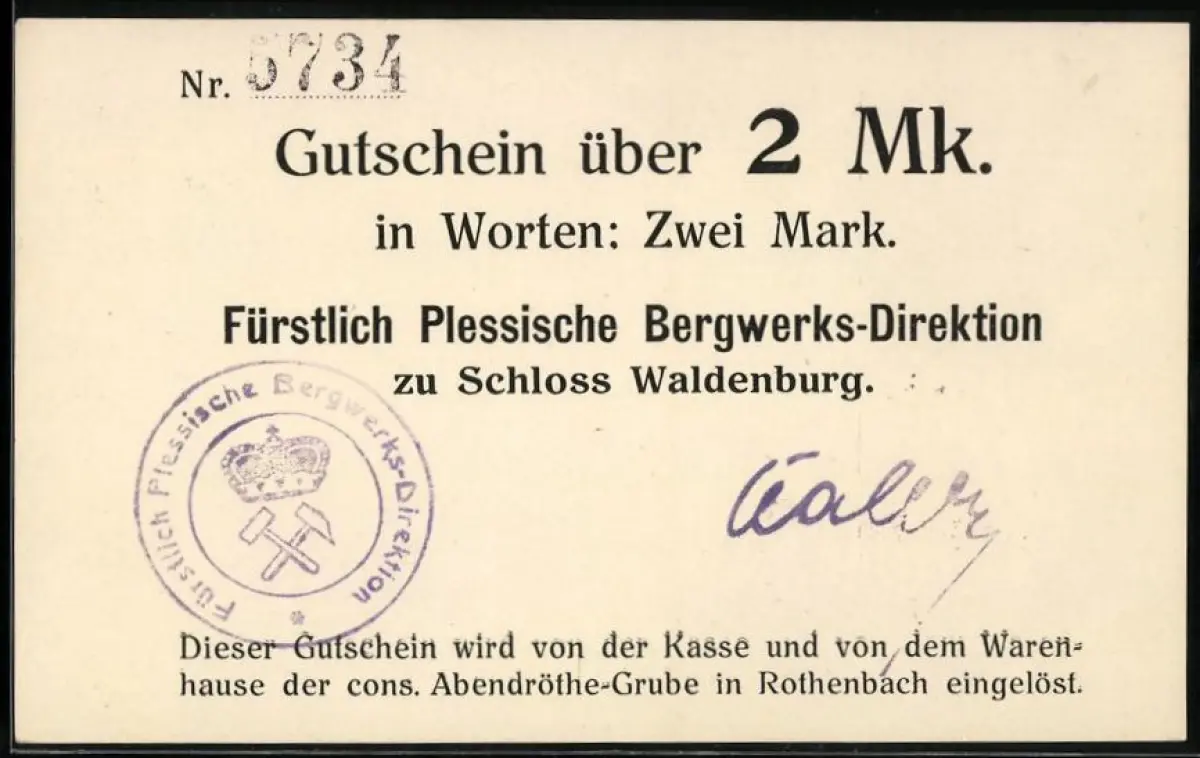 Nr. 5734
Gutschein über 2 Mk.
in Worten: Zwei Mark.
Fürstlich Plessische Bergwerks-Direktion
zu Schloss Waldenburg.
Fürstlich Plessische Bergwerks-Direktion
Dieser Gutschein wird von der Kasse und von dem Waren-
hause der cons. Abendröthe-Grube in Rothenbach eingelöst.